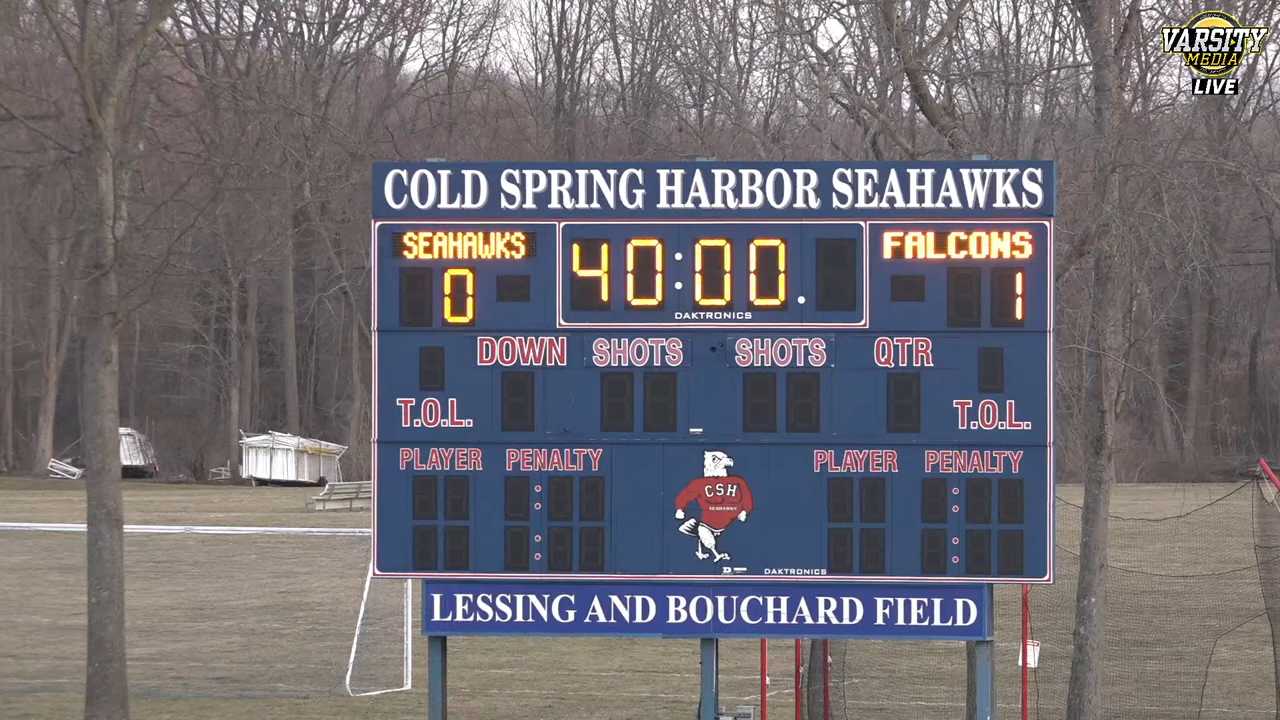 VARSITY
MEDIA
LIVE
COLD SPRING HARBOR SEAHAWKS
SEAHAWKS 40:00. FALCONS
0 1
DAKTRONICS
DOWN SHOTS SHOTS QTR
T.O.L. T.O.L.
PLAYER PENALTY PLAYER PENALTY
CSH
SEAHAWKS
DAKTRONICS
LESSING AND BOUCHARD FIELD